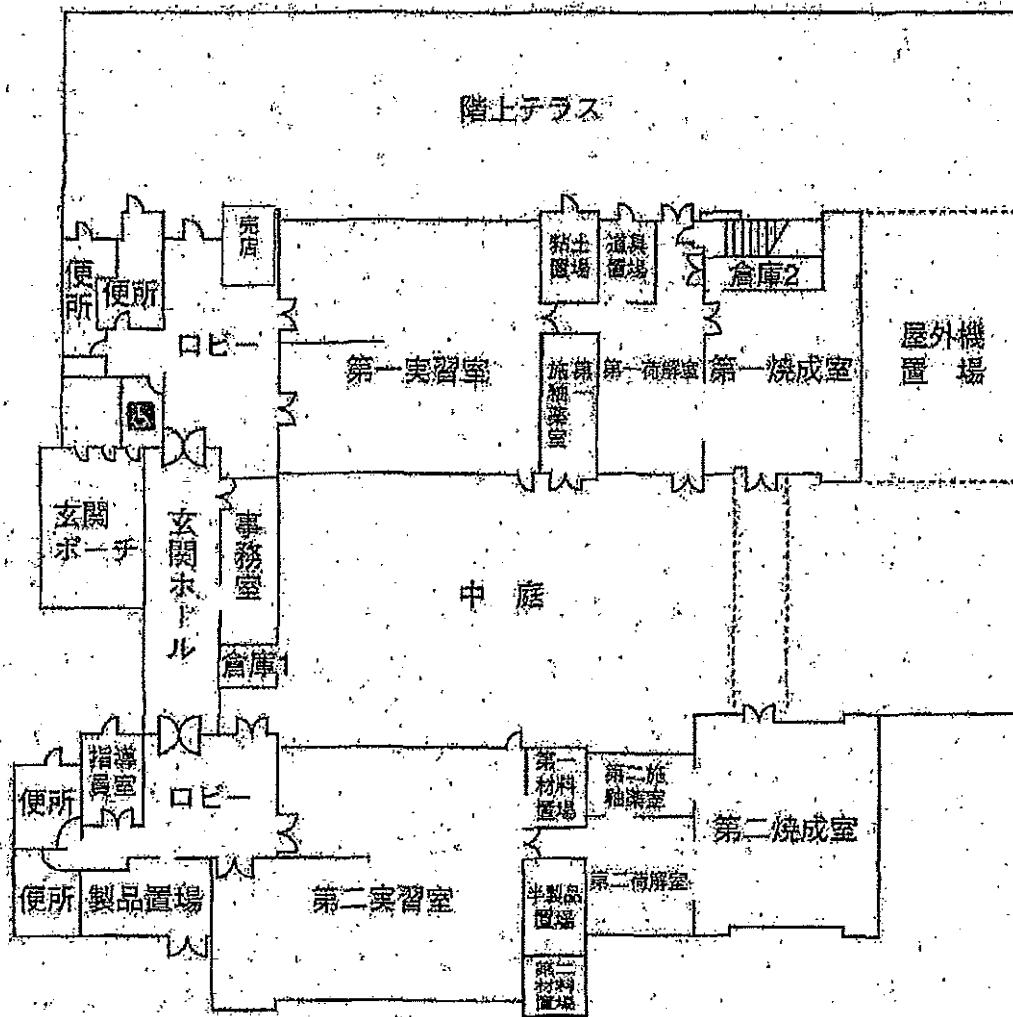 階上テラス
売店
粘土
置場
道具
置場
倉庫2
便所
便所
ロビー
第一実習室
第一
施釉薬室
第一荷解室
第一焼成室
屋外機
置場
玄関
ポーチ
玄関ホール
事務室
中庭
倉庫1
指導
員室
便所
ロビー
第一
材料
置場
第二施
釉薬室
第二焼成室
便所
製品置場
第二実習室
半製品
置場
第二荷解室
第二
材料
置場